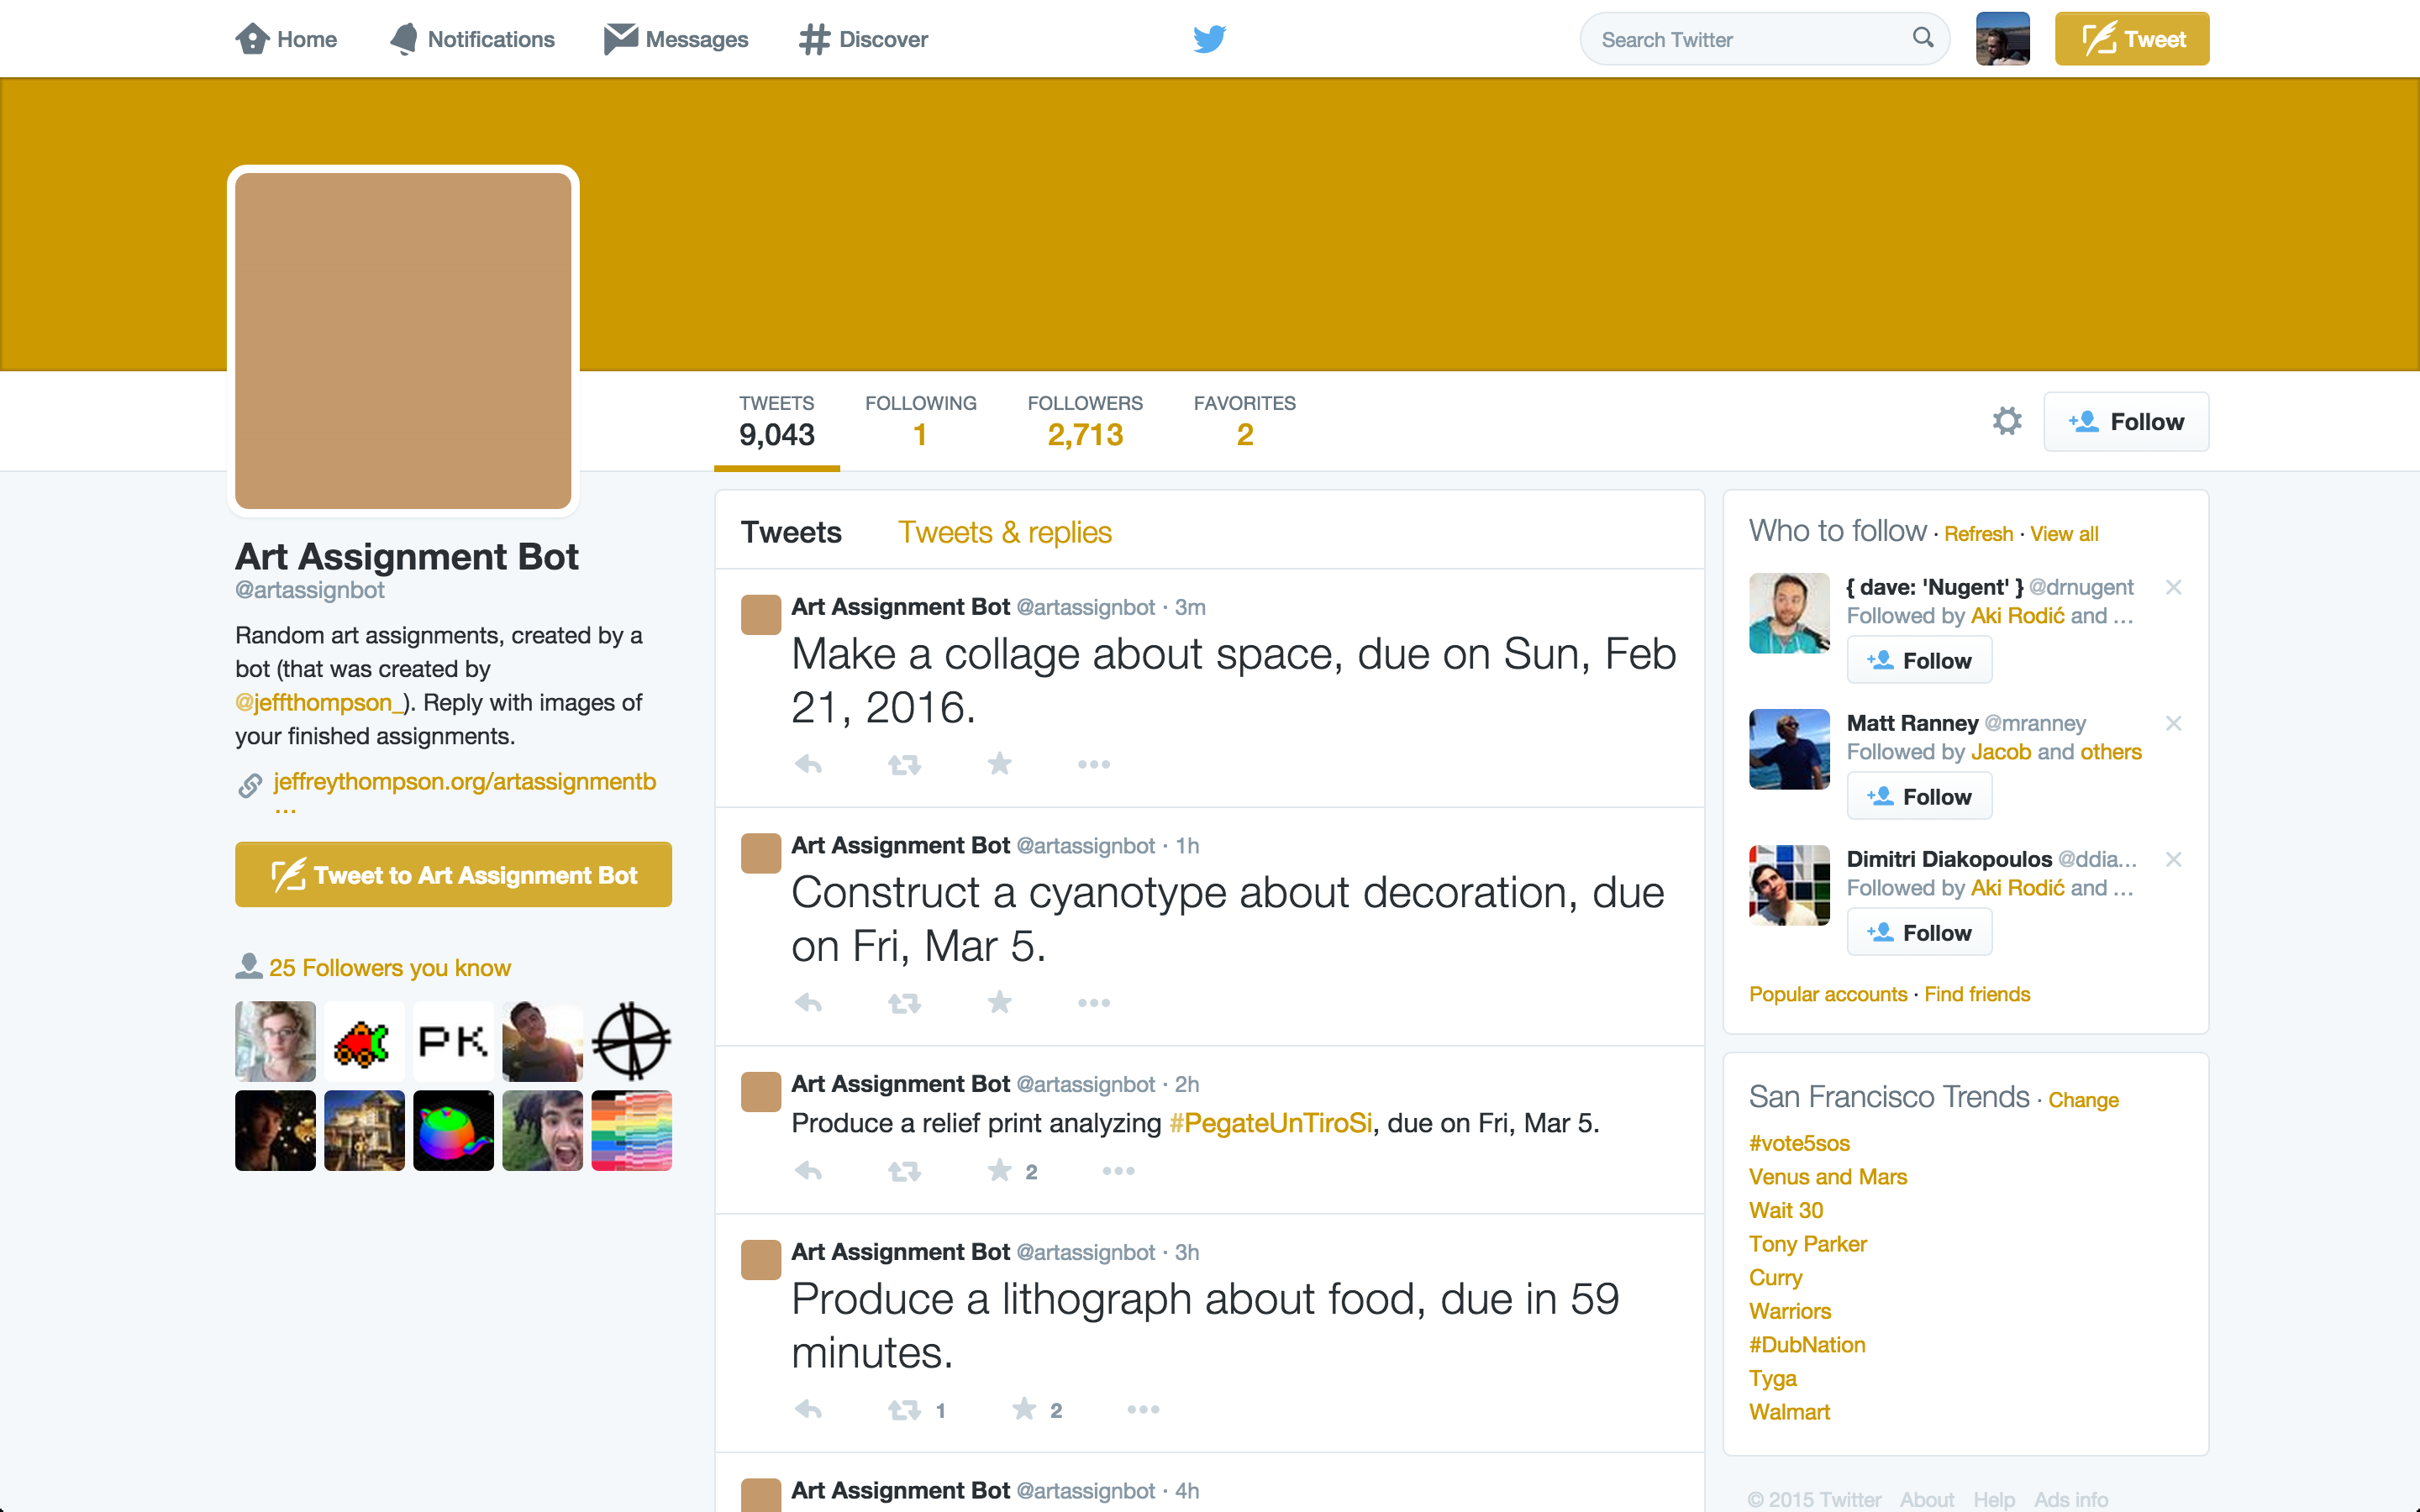 Home
Notifications
Messages
Discover
Search Twitter
Tweet
TWEETS
9,043
FOLLOWING
1
FOLLOWERS
2,713
FAVORITES
2
Follow
Art Assignment Bot
@artassignbot
Random art assignments, created by a
bot (that was created by
@jeffthompson_). Reply with images of
your finished assignments.
jeffreythompson.org/artassignmentb
...
Tweet to Art Assignment Bot
25 Followers you know
PK
Tweets
Tweets & replies
Art Assignment Bot @artassignbot · 3m
Make a collage about space, due on Sun, Feb
21, 2016.
Art Assignment Bot @artassignbot · 1h
Construct a cyanotype about decoration, due
on Fri, Mar 5.
Art Assignment Bot @artassignbot · 2h
Produce a relief print analyzing #PegateUnTiroSi, due on Fri, Mar 5.
2
Art Assignment Bot @artassignbot · 3h
Produce a lithograph about food, due in 59
minutes.
1
2
Art Assignment Bot @artassignbot · 4h
Who to follow · Refresh · View all
{ dave: 'Nugent' } @drnugent
Followed by Aki Rodić and ...
Follow
Matt Ranney @mranney
Followed by Jacob and others
Follow
Dimitri Diakopoulos @ddia...
Followed by Aki Rodić and ...
Follow
Popular accounts · Find friends
San Francisco Trends · Change
#vote5sos
Venus and Mars
Wait 30
Tony Parker
Curry
Warriors
#DubNation
Tyga
Walmart
© 2015 Twitter About Help Ads info